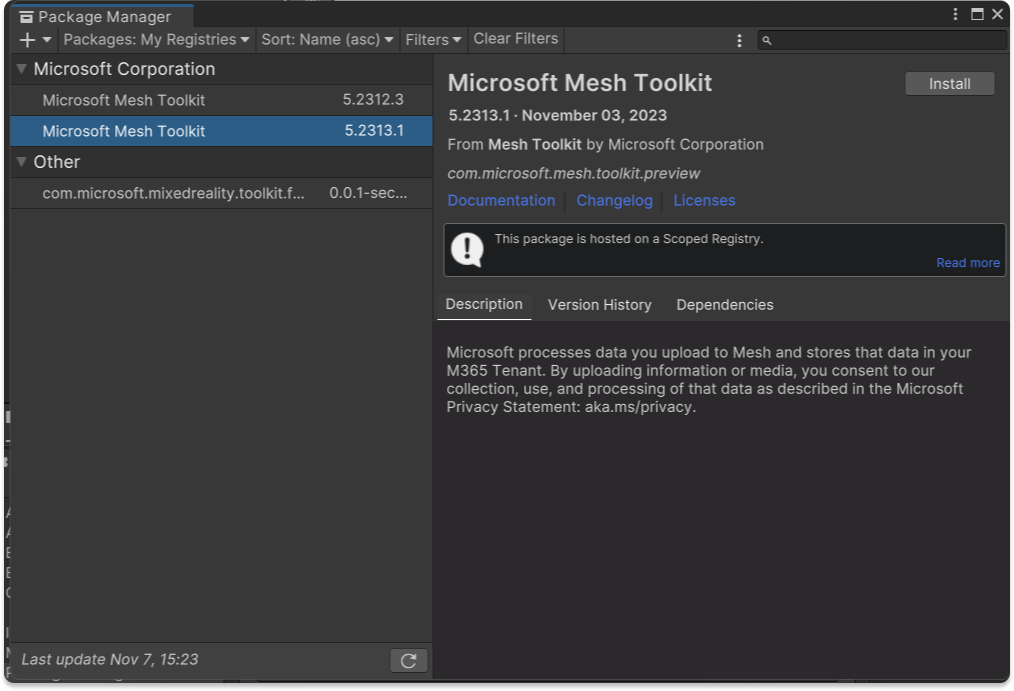 Package Manager
Packages: My Registries Sort: Name (asc) Filters Clear Filters
Microsoft Corporation
Microsoft Mesh Toolkit 5.2312.3
Microsoft Mesh Toolkit 5.2313.1
Other
com.microsoft.mixedreality.toolkit.f... 0.0.1-sec...
Last update Nov 7, 15:23
Microsoft Mesh Toolkit
Install
5.2313.1 · November 03, 2023
From Mesh Toolkit by Microsoft Corporation
com.microsoft.mesh.toolkit.preview
Documentation Changelog Licenses
This package is hosted on a Scoped Registry.
Read more
Description Version History Dependencies
Microsoft processes data you upload to Mesh and stores that data in your
M365 Tenant. By uploading information or media, you consent to our
collection, use, and processing of that data as described in the Microsoft
Privacy Statement: aka.ms/privacy.